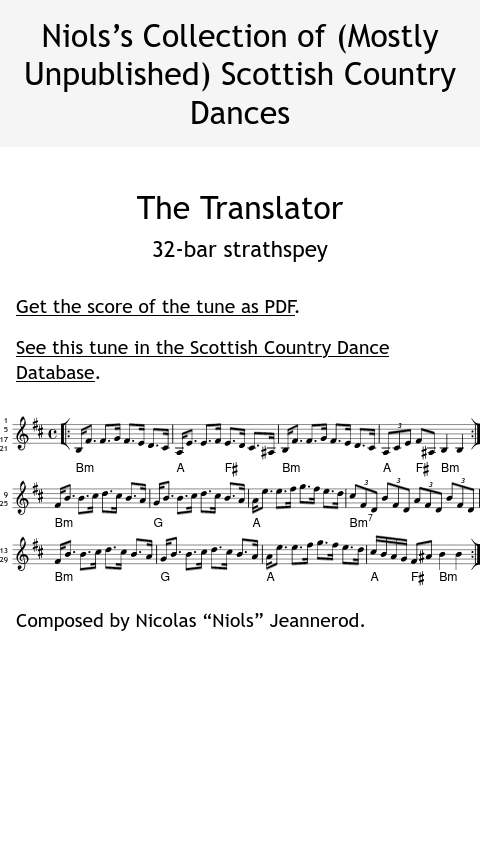 Niols’s Collection of (Mostly
Unpublished) Scottish Country
Dances
The Translator
32-bar strathspey
Get the score of the tune as PDF.
See this tune in the Scottish Country Dance
Database.
1
5
17
21
3
Bm A F♯ Bm A F♯ Bm
9
25
3 3 3 3
Bm G A Bm7
13
29
Bm G A A F♯ Bm
Composed by Nicolas “Niols” Jeannerod.